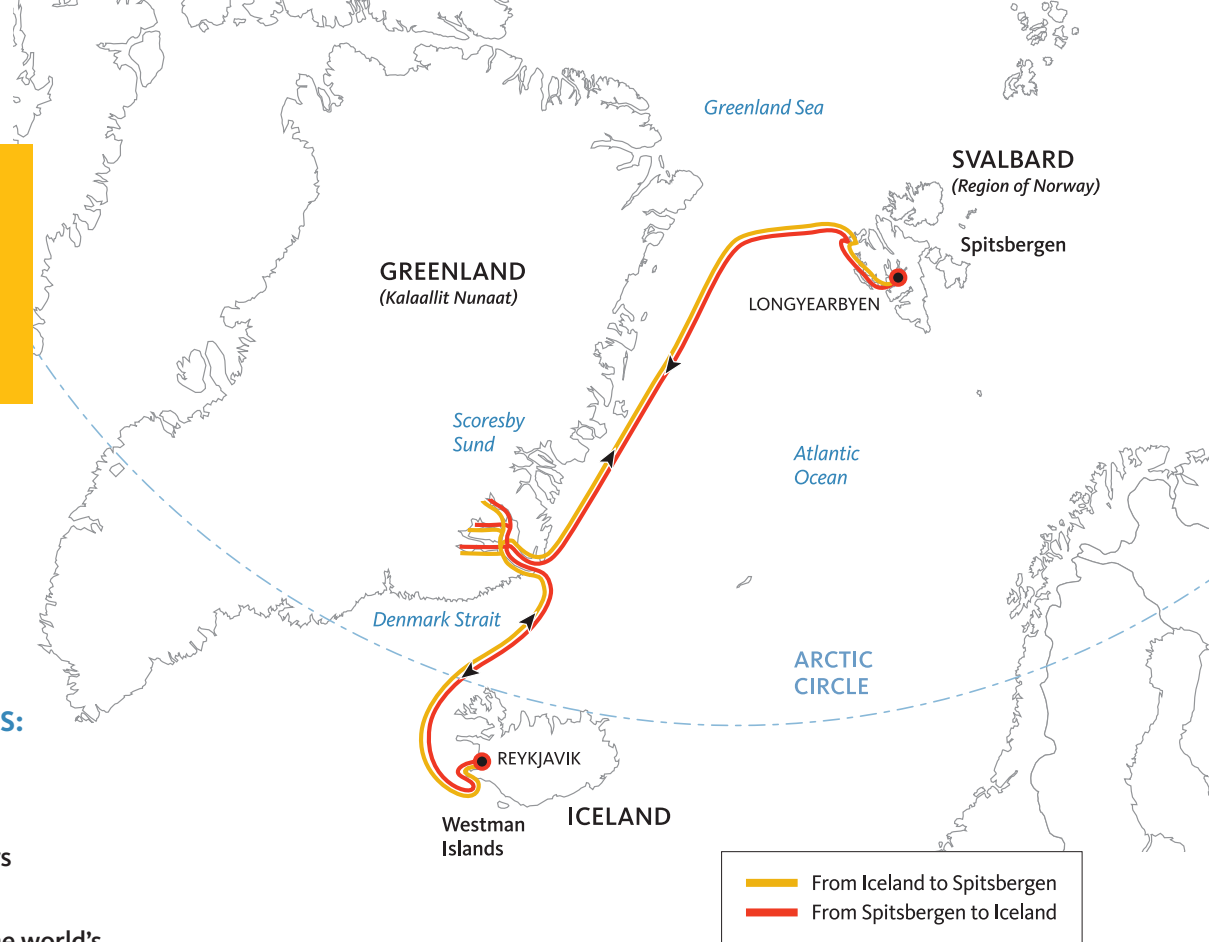 Greenland Sea
SVALBARD
(Region of Norway)
Spitsbergen
GREENLAND
(Kalaallit Nunaat)
LONGYEARBYEN
Scoresby
Sund
Atlantic
Ocean
Denmark Strait
ARCTIC
CIRCLE
S:
REYKJAVIK
ICELAND
Westman
Islands
From Iceland to Spitsbergen
From Spitsbergen to Iceland
world's